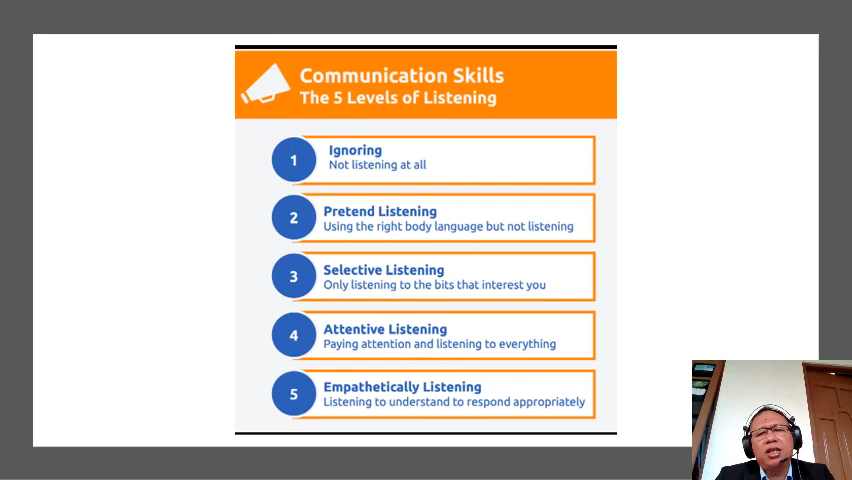 Communication Skills
The 5 Levels of Listening
1
Ignoring
Not listening at all
2
Pretend Listening
Using the right body language but not listening
3
Selective Listening
Only listening to the bits that interest you
4
Attentive Listening
Paying attention and listening to everything
5
Empathetically Listening
Listening to understand to respond appropriately